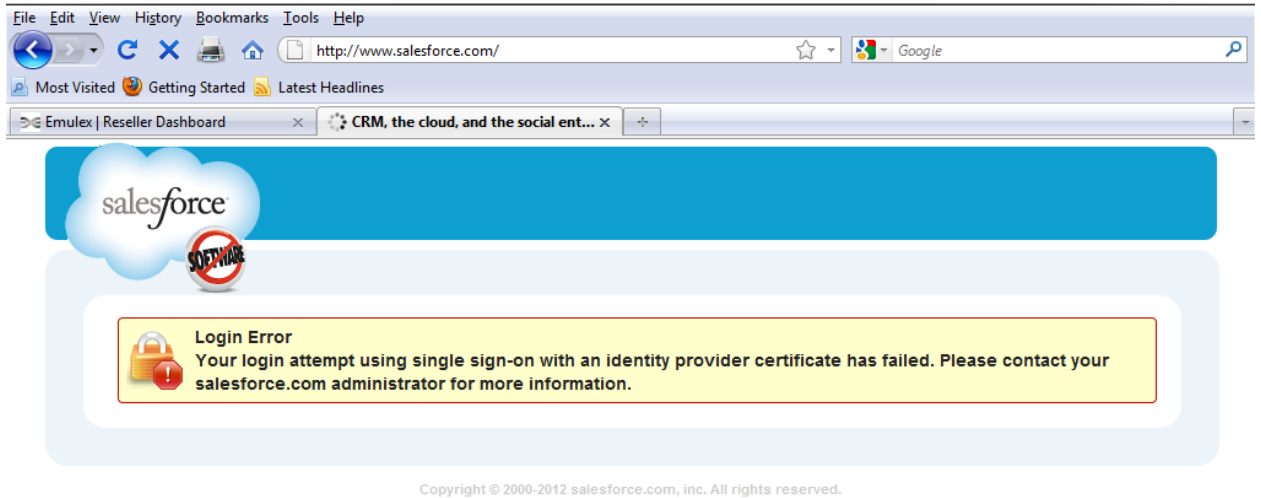 File Edit View History Bookmarks Tools Help
http://www.salesforce.com/ Google
Most Visited Getting Started Latest Headlines
Emulex | Reseller Dashboard CRM, the cloud, and the social ent...
salesforce
SOFTWARE
Login Error
Your login attempt using single sign-on with an identity provider certificate has failed. Please contact your
salesforce.com administrator for more information.
Copyright © 2000-2012 salesforce.com, inc. All rights reserved.